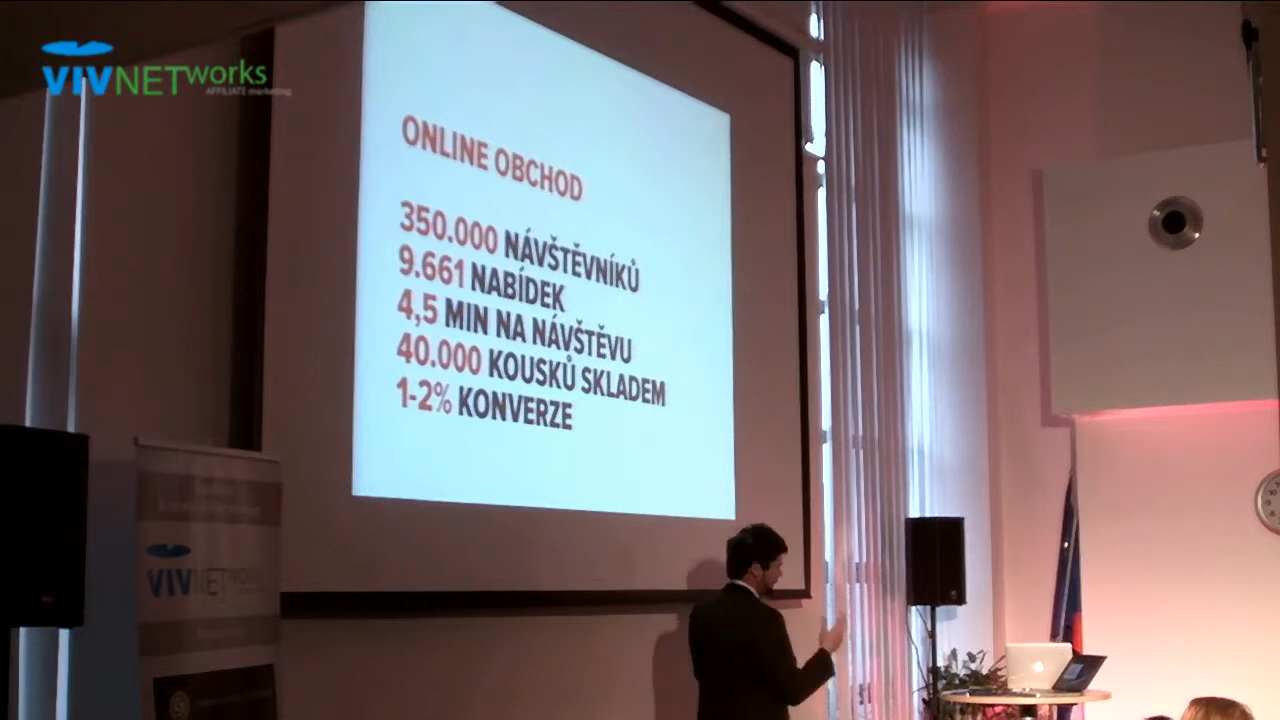 VIVNETworks
AFFILIATE marketing
ONLINE OBCHOD
350.000 NÁVŠTĚVNÍKŮ
9.661 NABÍDEK
4,5 MIN NA NÁVŠTĚVU
40.000 KOUSKŮ SKLADEM
1-2% KONVERZE
VIVNETworks